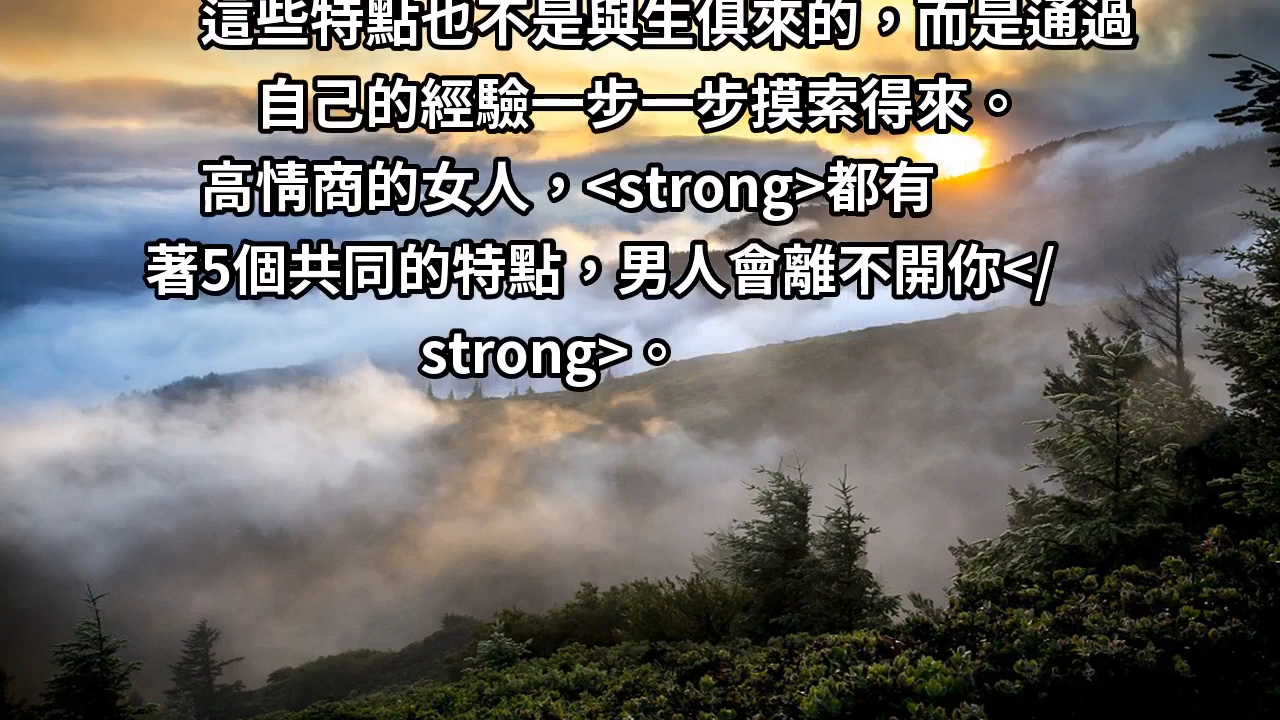 這些特點也不是與生俱來的，而是通過
自己的經驗一步一步摸索得來。
高情商的女人，<strong>都有
著5個共同的特點，男人會離不開你</
strong>。